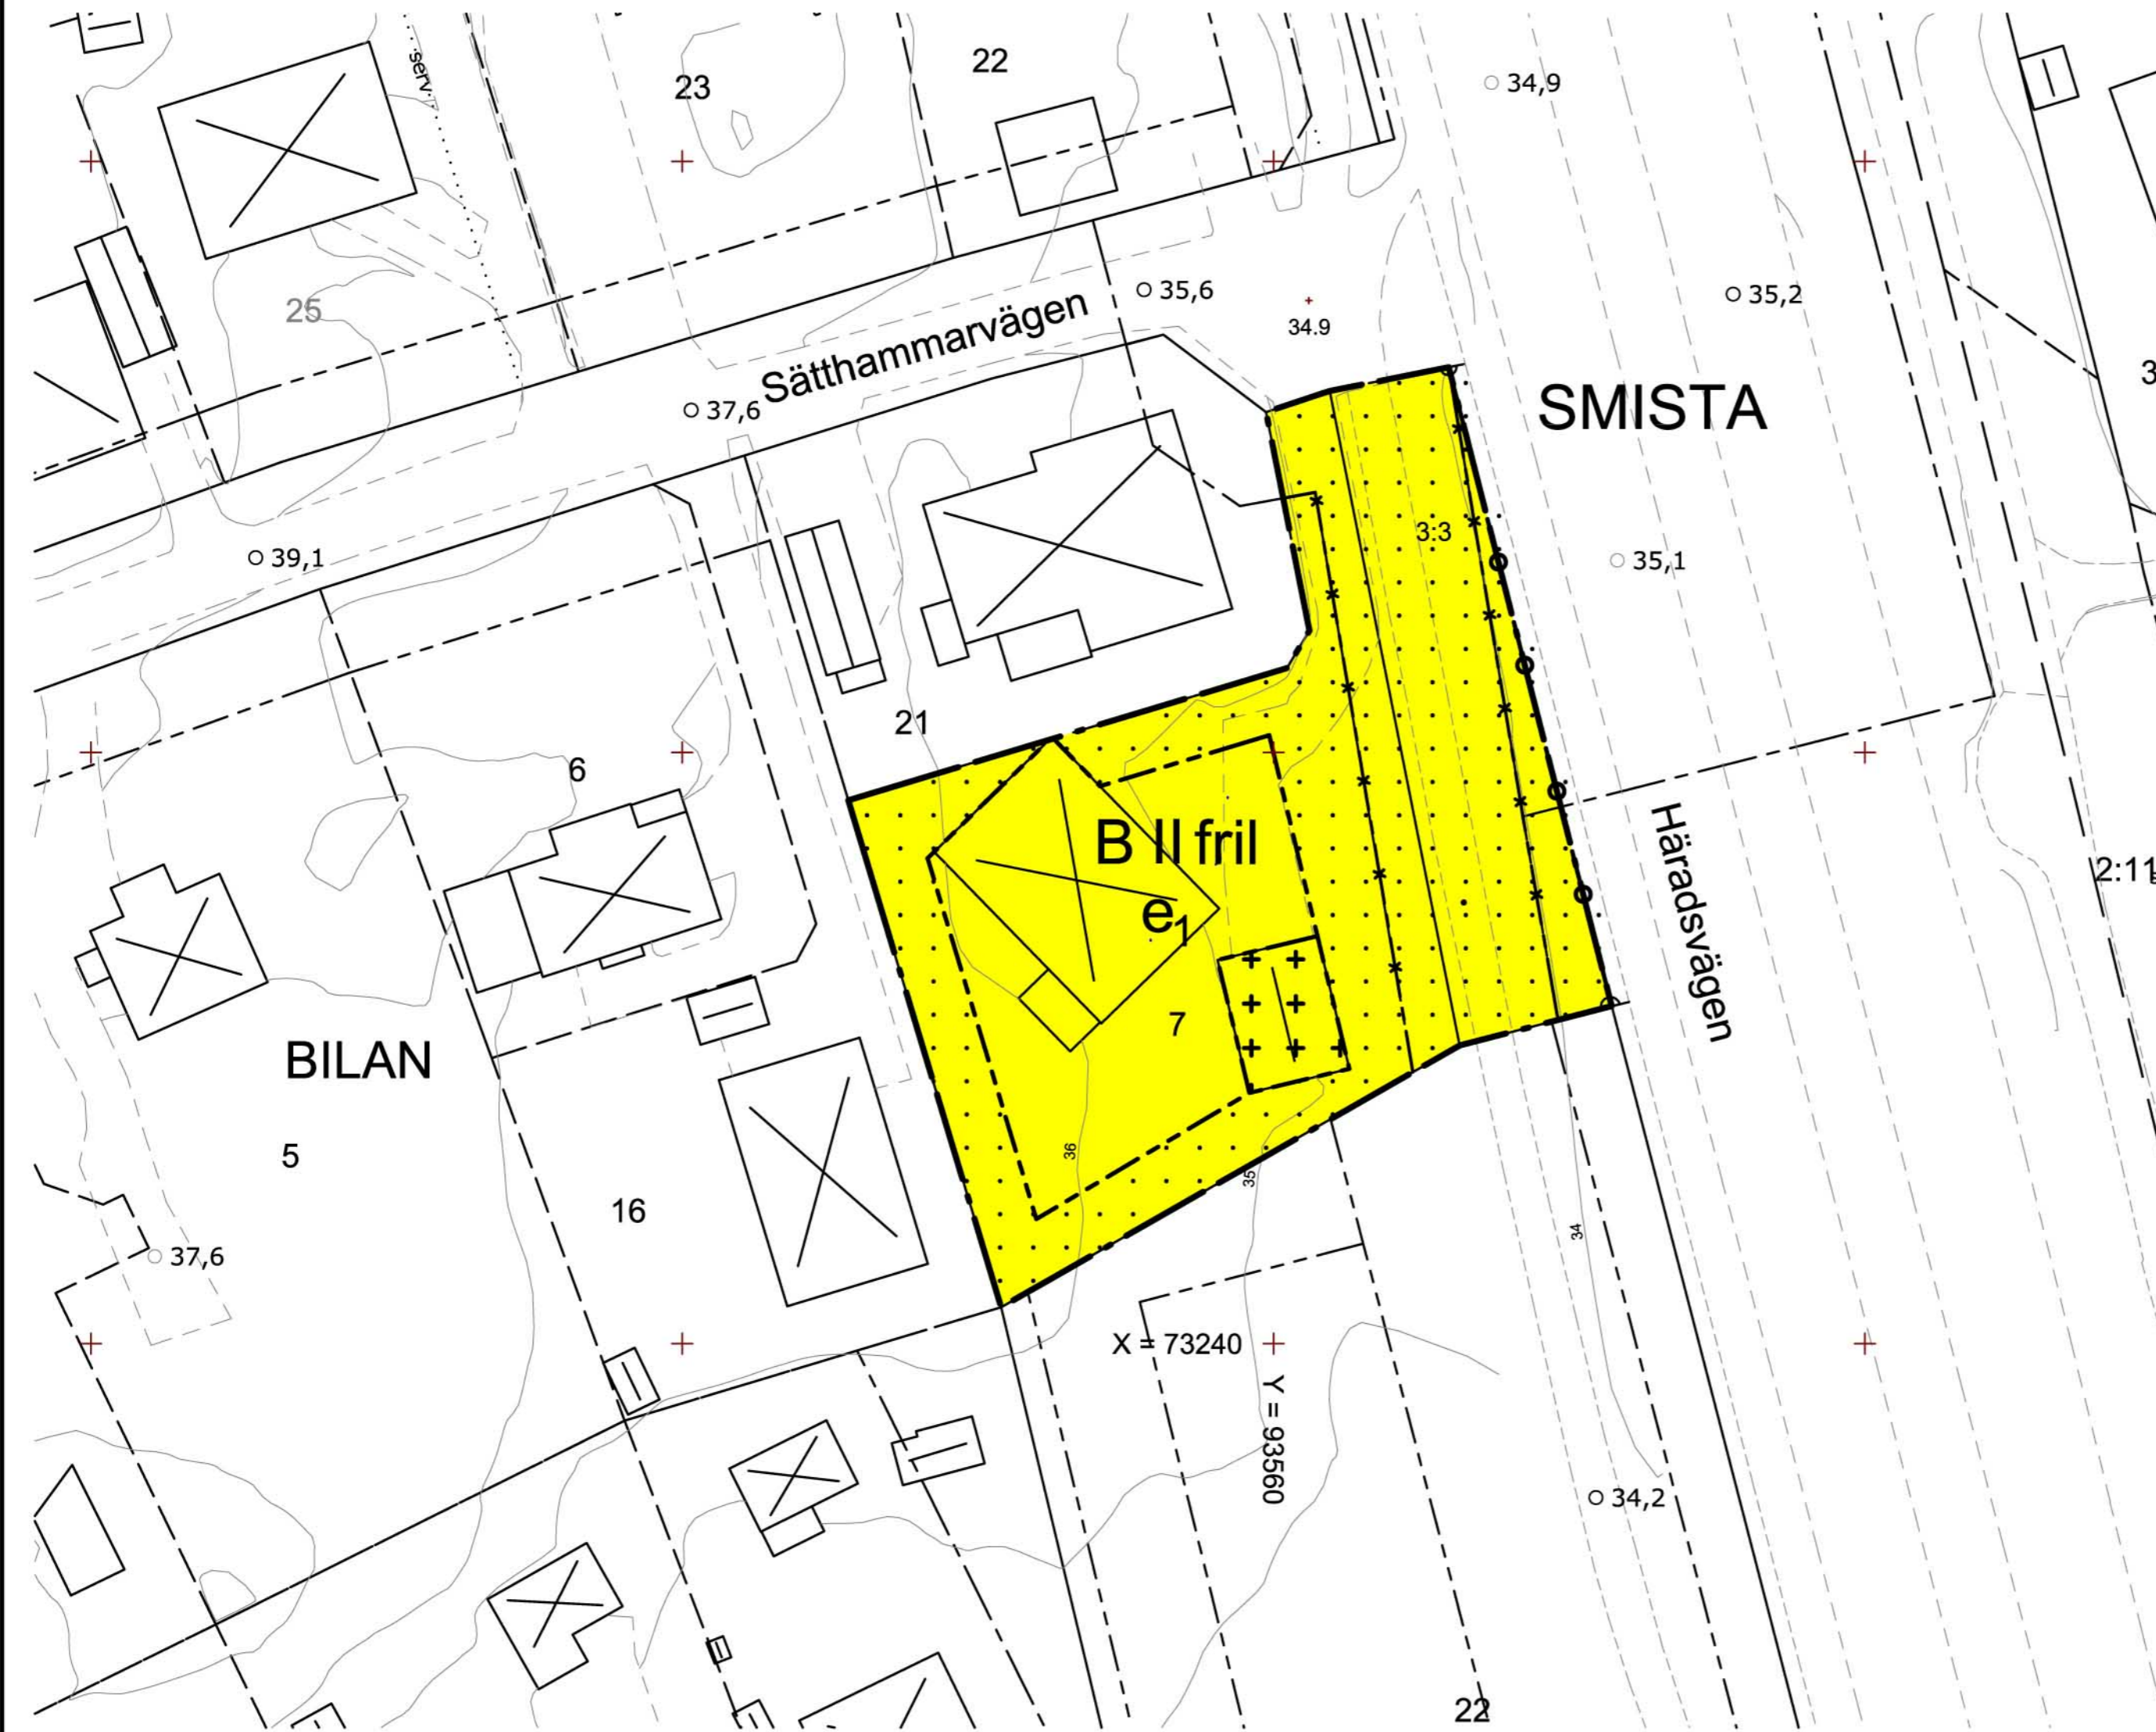 serv.
23
22
34,9
25
35,6
35,2
34.9
Sätthammarvägen
37,6
SMISTA
3
39,1
3:3
35,1
21
6
B II fril
e1
Häradsvägen
2:11
7
BILAN
5
36
35
16
34
37,6
X = 73240
Y = 93560
34,2
22